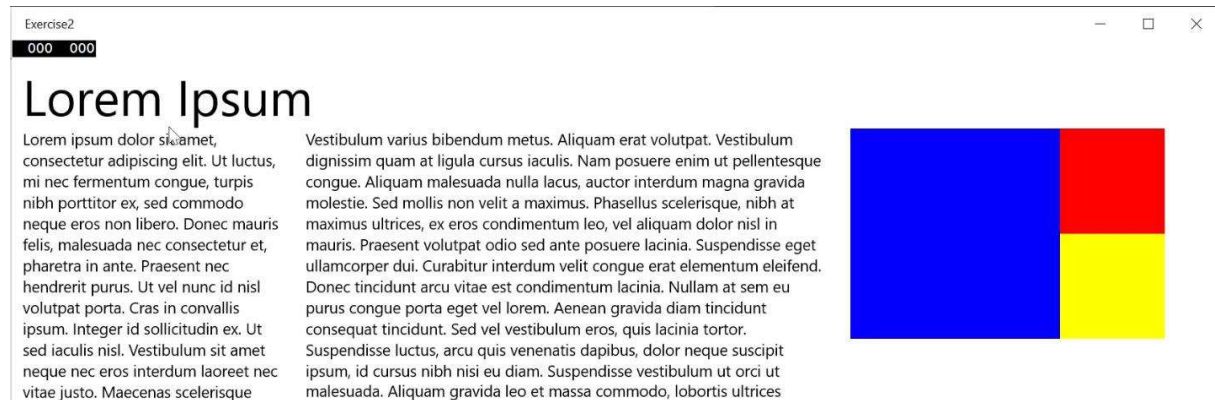 Exercise2
000 000
Lorem Ipsum
Lorem ipsum dolor sit amet,
consectetur adipiscing elit. Ut luctus,
mi nec fermentum congue, turpis
nibh porttitor ex, sed commodo
neque eros non libero. Donec mauris
felis, malesuada nec consectetur et,
pharetra in ante. Praesent nec
hendrerit purus. Ut vel nunc id nisl
volutpat porta. Cras in convallis
ipsum. Integer id sollicitudin ex. Ut
sed iaculis nisl. Vestibulum sit amet
neque nec eros interdum laoreet nec
vitae justo. Maecenas scelerisque
Vestibulum varius bibendum metus. Aliquam erat volutpat. Vestibulum
dignissim quam at ligula cursus iaculis. Nam posuere enim ut pellentesque
congue. Aliquam malesuada nulla lacus, auctor interdum magna gravida
molestie. Sed mollis non velit a maximus. Phasellus scelerisque, nibh at
maximus ultrices, ex eros condimentum leo, vel aliquam dolor nisl in
mauris. Praesent volutpat odio sed ante posuere lacinia. Suspendisse eget
ullamcorper dui. Curabitur interdum velit congue erat elementum eleifend.
Donec tincidunt arcu vitae est condimentum lacinia. Nullam at sem eu
purus congue porta eget vel lorem. Aenean gravida diam tincidunt
consequat tincidunt. Sed vel vestibulum eros, quis lacinia tortor.
Suspendisse luctus, arcu quis venenatis dapibus, dolor neque suscipit
ipsum, id cursus nibh nisi eu diam. Suspendisse vestibulum ut orci ut
malesuada. Aliquam gravida leo et massa commodo, lobortis ultrices